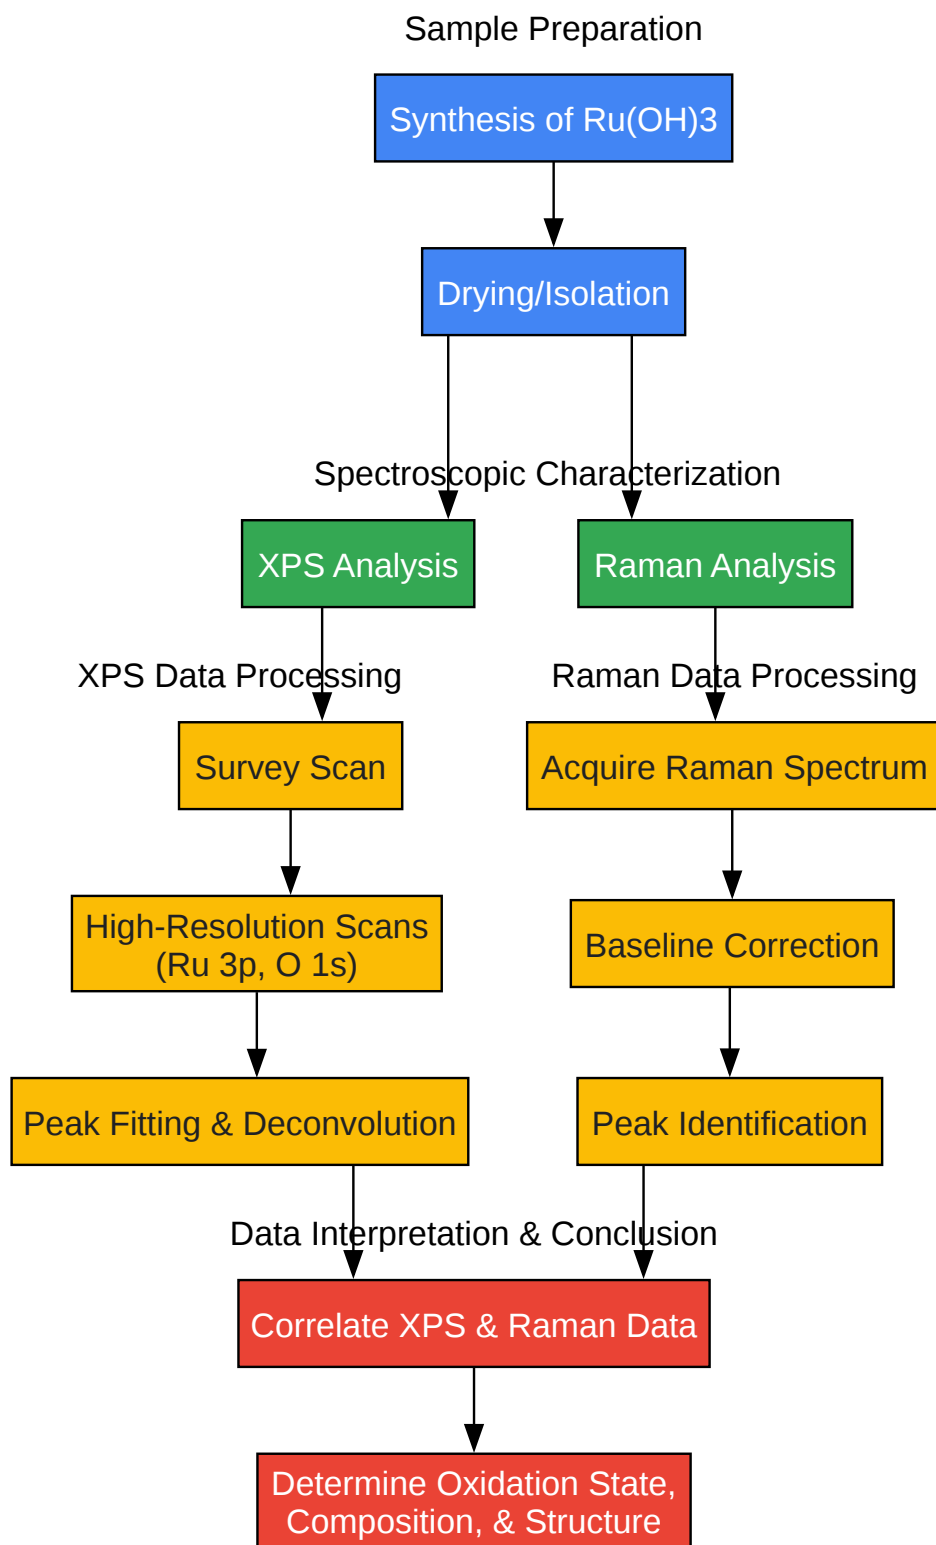 Sample Preparation
Synthesis of Ru(OH)3
Drying/Isolation
Spectroscopic Characterization
XPS Analysis
Raman Analysis
XPS Data Processing
Raman Data Processing
Survey Scan
Acquire Raman Spectrum
High-Resolution Scans
(Ru 3p, O 1s)
Baseline Correction
Peak Fitting & Deconvolution
Peak Identification
Data Interpretation & Conclusion
Correlate XPS & Raman Data
Determine Oxidation State,
Composition, & Structure